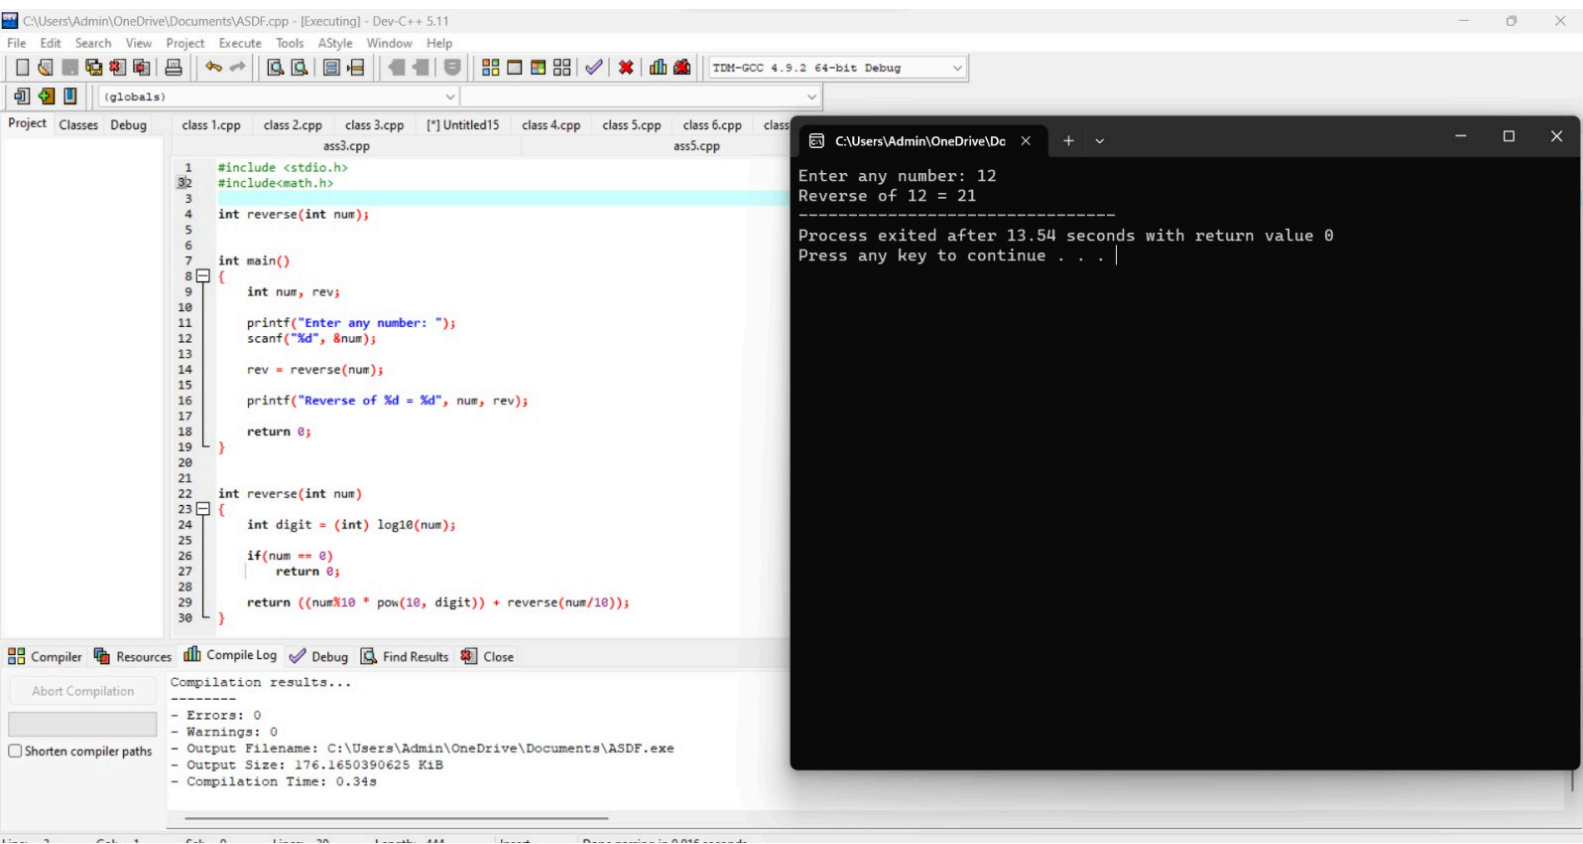 C:\Users\Admin\OneDrive\Documents\ASDF.cpp - [Executing] - Dev-C++ 5.11
File Edit Search View Project Execute Tools AStyle Window Help
TDM-GCC 4.9.2 64-bit Debug
(globals)
Project Classes Debug
class 1.cpp class 2.cpp class 3.cpp [*] Untitled15 class 4.cpp class 5.cpp class 6.cpp class
ass3.cpp ass5.cpp
1 #include <stdio.h>
32 #include<math.h>
3
4 int reverse(int num);
5
6
7 int main()
8 {
9 int num, rev;
10
11 printf("Enter any number: ");
12 scanf("%d", &num);
13
14 rev = reverse(num);
15
16 printf("Reverse of %d = %d", num, rev);
17
18 return 0;
19 }
20
21
22 int reverse(int num)
23 {
24 int digit = (int) log10(num);
25
26 if(num == 0)
27 return 0;
28
29 return ((num%10 * pow(10, digit)) + reverse(num/10));
30 }
C:\Users\Admin\OneDrive\Do
Enter any number: 12
Reverse of 12 = 21
--------------------------------
Process exited after 13.54 seconds with return value 0
Press any key to continue . . .
Compiler Resources Compile Log Debug Find Results Close
Abort Compilation
Shorten compiler paths
Compilation results...
--------
- Errors: 0
- Warnings: 0
- Output Filename: C:\Users\Admin\OneDrive\Documents\ASDF.exe
- Output Size: 176.1650390625 KiB
- Compilation Time: 0.34s